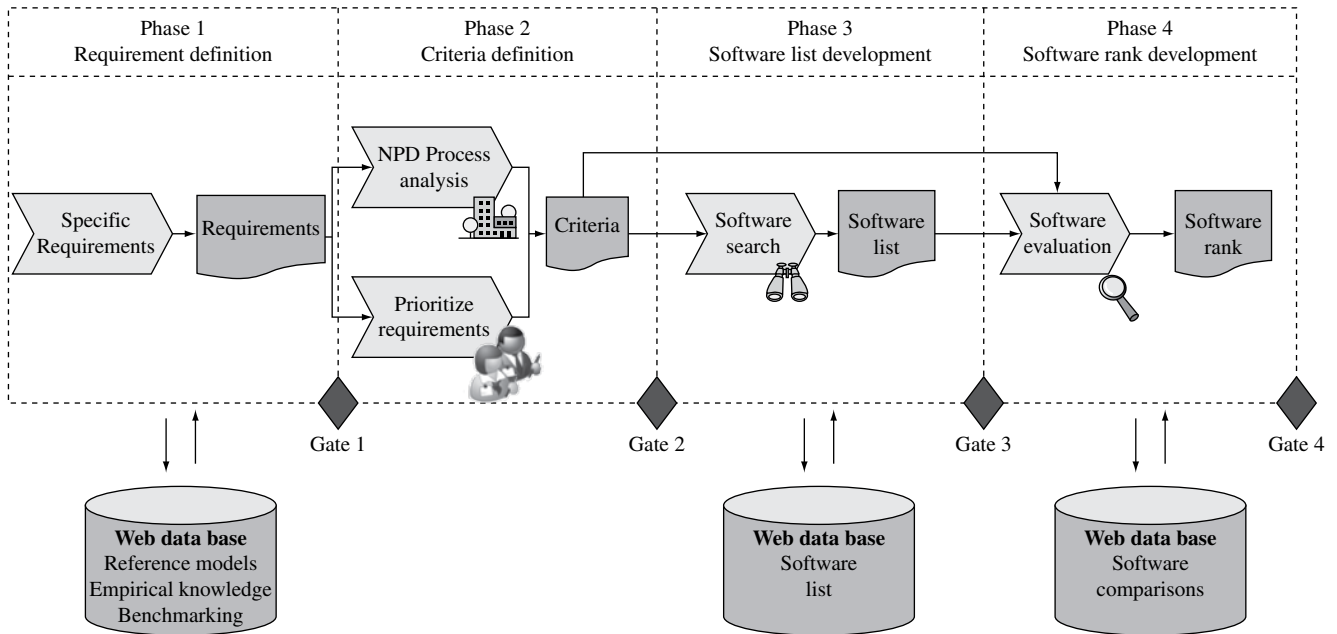 Phase 1
Requirement definition
Phase 2
Criteria definition
Phase 3
Software list development
Phase 4
Software rank development
Specific
Requirements
Requirements
NPD Process
analysis
Prioritize
requirements
Criteria
Software
search
Software
list
Software
evaluation
Software
rank
Gate 1
Gate 2
Gate 3
Gate 4
Web data base
Reference models
Empirical knowledge
Benchmarking
Web data base
Software
list
Web data base
Software
comparisons